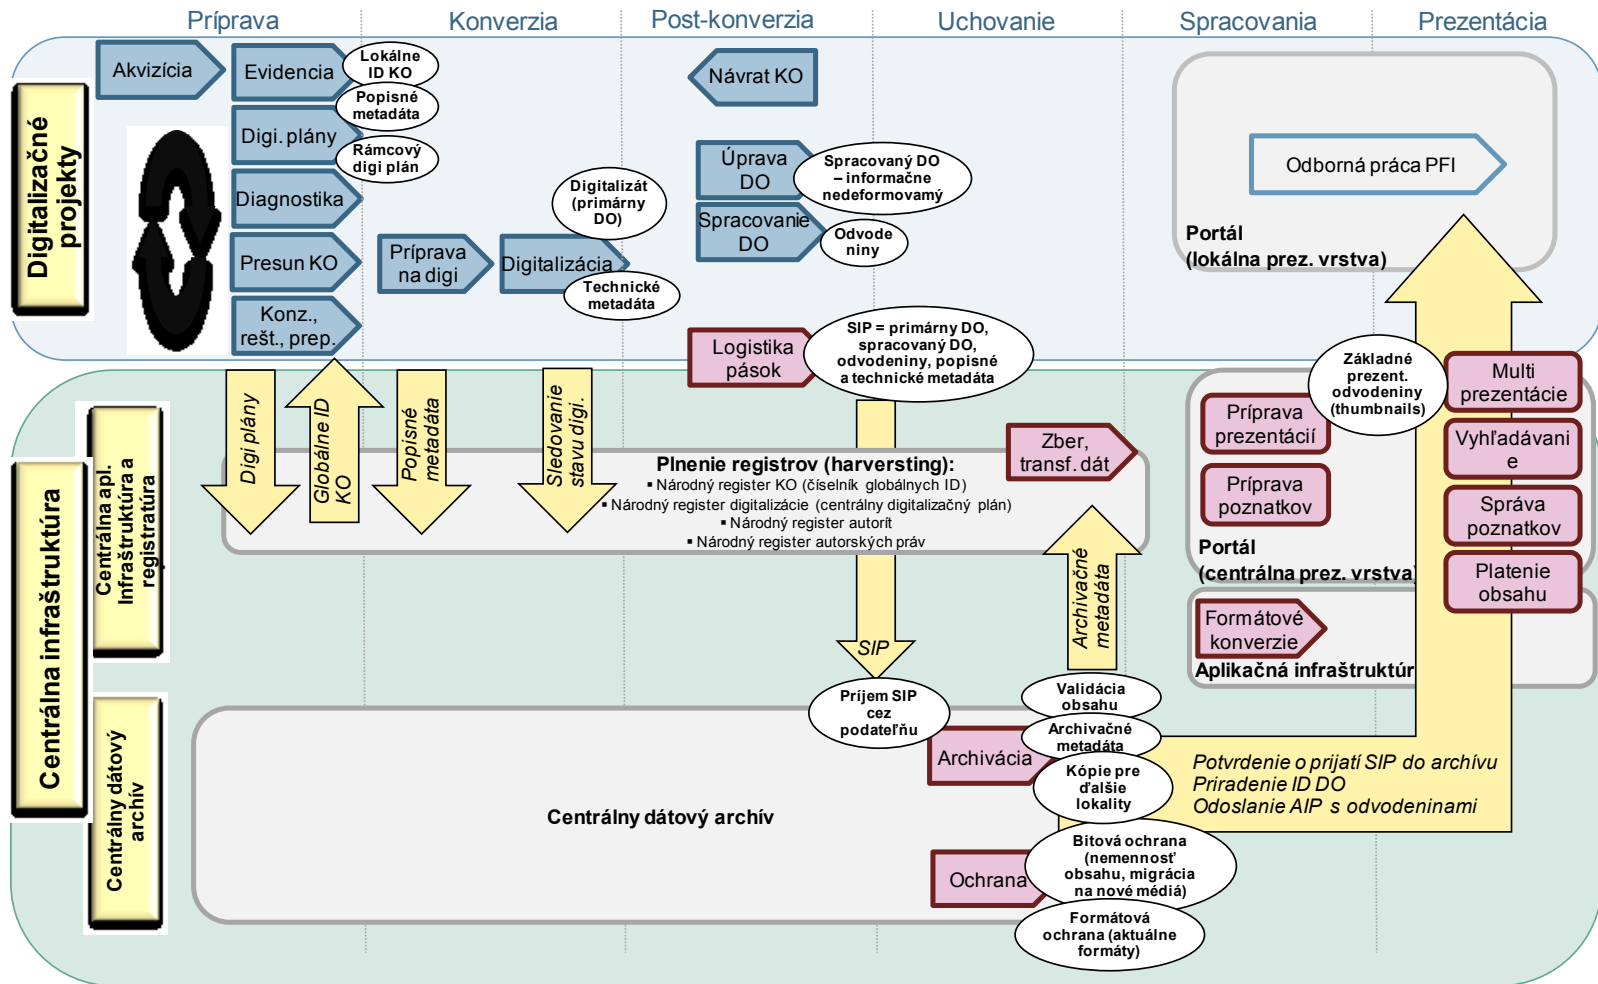 Príprava
Konverzia
Post-konverzia
Uchovanie
Spracovania
Prezentácia
Digitalizačné
projekty
Akvizícia
Evidencia
Lokálne
ID KO
Popisné
metadáta
Digi. plány
Rámcový
digi plán
Diagnostika
Presun KO
Konz.,
rešt., prep.
Príprava
na digi
Digitalizácia
Digitalizát
(primárny
DO)
Technické
metadáta
Návrat KO
Úprava
DO
Spracovaný DO
– informačne
nedeformovamý
Spracovanie
DO
Odvode
niny
Logistika
pások
SIP = primárny DO,
spracovaný DO,
odvodeniny, popisné
a technické metadáta
Odborná práca PFI
Portál
(lokálna prez. vrstva)
Centrálna infraštruktúra
Centrálna apl.
Infraštruktúra a
registratúra
Centrálny dátový
archív
Digi plány
Globálne ID
KO
Popisné
metadáta
Sledovanie
stavu digi.
Plnenie registrov (harversting):
▪ Národný register KO (číselník globálnych ID)
▪ Národný register digitalizácie (centrálny digitalizačný plán)
▪ Národný register autorít
▪ Národný register autorských práv
Zber,
transf. dát
SIP
Archivačné
metadáta
Základné
prezent.
odvodeniny
(thumbnails)
Príprava
prezentácií
Príprava
poznatkov
Portál
(centrálna prez. vrstva)
Multi
prezentácie
Vyhľadávani
e
Správa
poznatkov
Platenie
obsahu
Formátové
konverzie
Aplikačná infraštruktúr
Príjem SIP
cez
podateľňu
Centrálny dátový archív
Archivácia
Validácia
obsahu
Archivačné
metadáta
Kópie pre
ďalšie
lokality
Potvrdenie o prijatí SIP do archívu
Priradenie ID DO
Odoslanie AIP s odvodeninami
Ochrana
Bitová ochrana
(nemennosť
obsahu, migrácia
na nové médiá)
Formátová
ochrana (aktuálne
formáty)